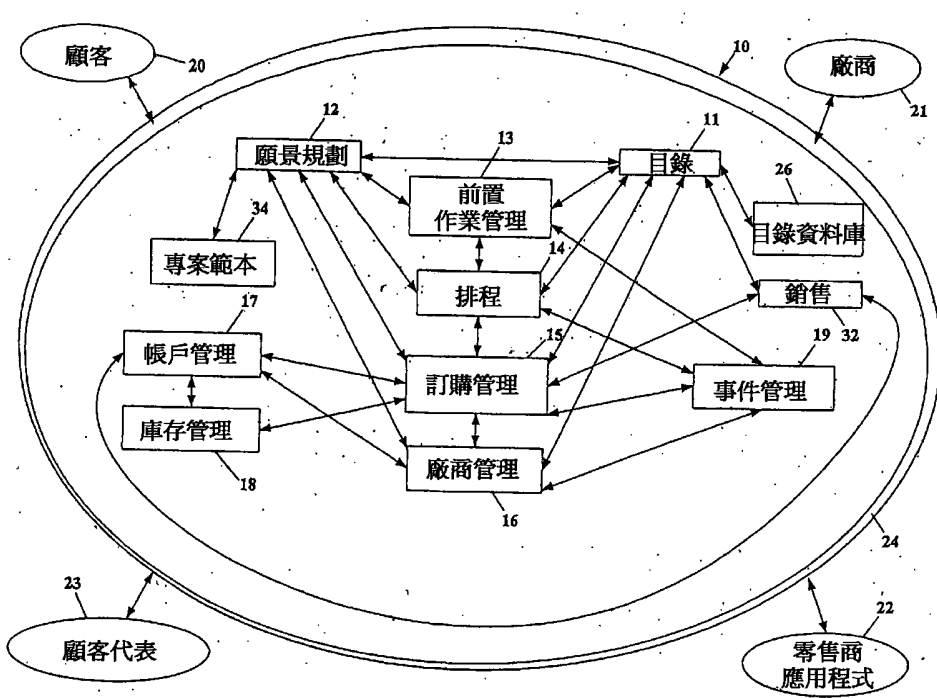 顧客
20
10
廠商
21
12
願景規劃
13
11
目錄
前置
作業管理
26
目錄資料庫
34
專案範本
14
排程
銷售
32
17
帳戶管理
15
訂購管理
19
事件管理
庫存管理
18
廠商管理
16
24
23
顧客代表
22
零售商
應用程式